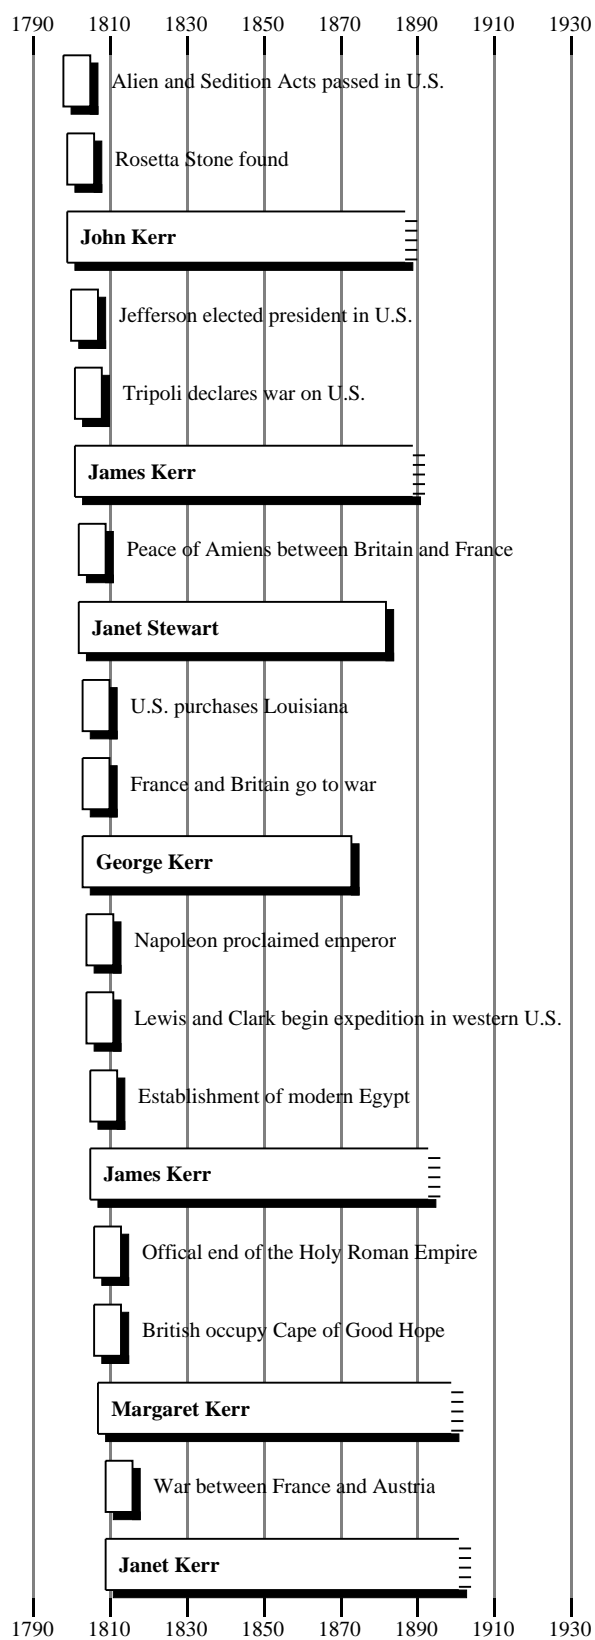 1790 1810 1830 1850 1870 1890 1910 1930
Alien and Sedition Acts passed in U.S.
Rosetta Stone found
John Kerr
Jefferson elected president in U.S.
Tripoli declares war on U.S.
James Kerr
Peace of Amiens between Britain and France
Janet Stewart
U.S. purchases Louisiana
France and Britain go to war
George Kerr
Napoleon proclaimed emperor
Lewis and Clark begin expedition in western U.S.
Establishment of modern Egypt
James Kerr
Offical end of the Holy Roman Empire
British occupy Cape of Good Hope
Margaret Kerr
War between France and Austria
Janet Kerr
1790 1810 1830 1850 1870 1890 1910 1930